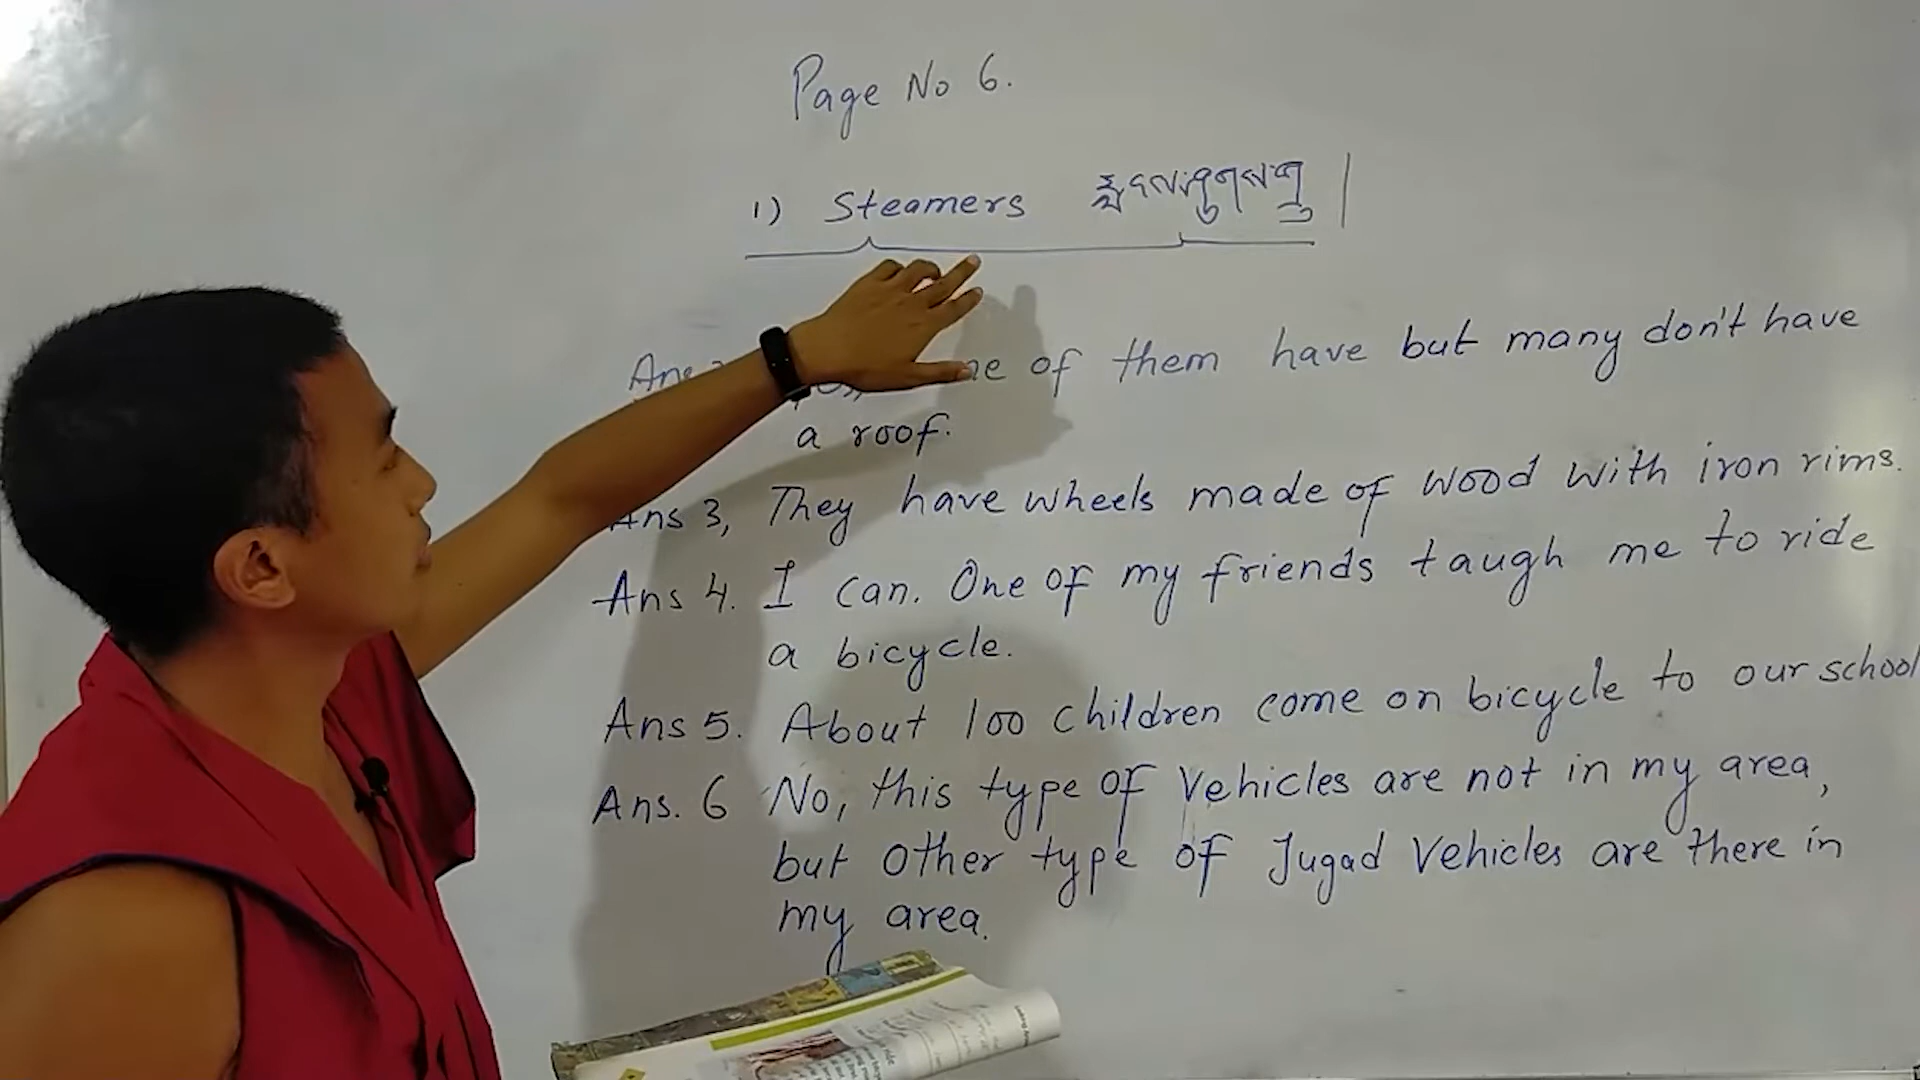 Page No 6.
1) Steamers རླངས་གྲུ །
Ans of them have but many don't have
a roof.
Ans 3, They have wheels made of wood with iron rims.
Ans 4. I can. One of my friends taugh me to ride
a bicycle.
Ans 5. About 100 children come on bicycle to our school
Ans. 6 No, this type of Vehicles are not in my area,
but other type of Jugad Vehicles are there in
my area.